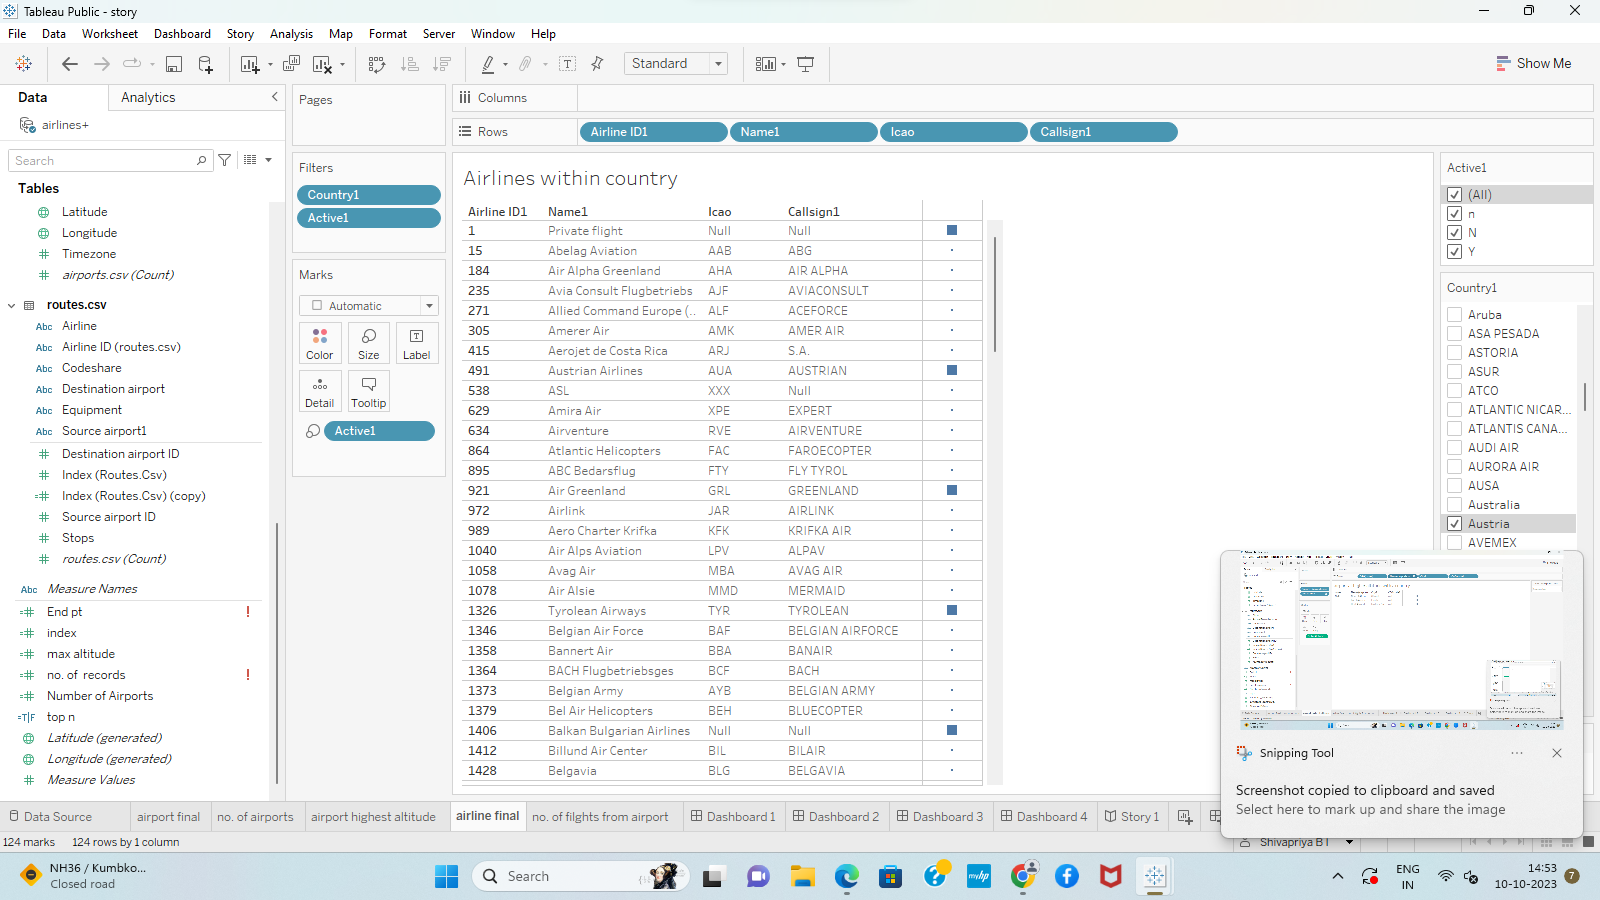 Tableau Public - story
File Data Worksheet Dashboard Story Analysis Map Format Server Window Help
Standard
Show Me
Data Analytics
airlines+
Search
Tables
Latitude
Longitude
Timezone
airports.csv (Count)
routes.csv
Abc Airline
Abc Airline ID (routes.csv)
Abc Codeshare
Abc Destination airport
Abc Equipment
Abc Source airport1
Destination airport ID
Index (Routes.Csv)
Index (Routes.Csv) (copy)
Source airport ID
Stops
routes.csv (Count)
Abc Measure Names
End pt !
index
max altitude
no. of records !
Number of Airports
T|F top n
Latitude (generated)
Longitude (generated)
Measure Values
Pages
Filters
Country1
Active1
Marks
Automatic
Color Size Label
Detail Tooltip
Active1
Columns
Rows Airline ID1 Name1 Icao Callsign1
Airlines within country
Airline ID1 Name1 Icao Callsign1
1 Private flight Null Null
15 Abelag Aviation AAB ABG
184 Air Alpha Greenland AHA AIR ALPHA
235 Avia Consult Flugbetriebs AJF AVIACONSULT
271 Allied Command Europe (.. ALF ACEFORCE
305 Amerer Air AMK AMER AIR
415 Aerojet de Costa Rica ARJ S.A.
491 Austrian Airlines AUA AUSTRIAN
538 ASL XXX Null
629 Amira Air XPE EXPERT
634 Airventure RVE AIRVENTURE
864 Atlantic Helicopters FAC FAROECOPTER
895 ABC Bedarsflug FTY FLY TYROL
921 Air Greenland GRL GREENLAND
972 Airlink JAR AIRLINK
989 Aero Charter Krifka KFK KRIFKA AIR
1040 Air Alps Aviation LPV ALPAV
1058 Avag Air MBA AVAG AIR
1078 Air Alsie MMD MERMAID
1326 Tyrolean Airways TYR TYROLEAN
1346 Belgian Air Force BAF BELGIAN AIRFORCE
1358 Bannert Air BBA BANAIR
1364 BACH Flugbetriebsges BCF BACH
1373 Belgian Army AYB BELGIAN ARMY
1379 Bel Air Helicopters BEH BLUECOPTER
1406 Balkan Bulgarian Airlines Null Null
1412 Billund Air Center BIL BILAIR
1428 Belgavia BLG BELGAVIA
Active1
(All)
n
N
Y
Country1
Aruba
ASA PESADA
ASTORIA
ASUR
ATCO
ATLANTIC NICAR...
ATLANTIS CANA...
AUDI AIR
AURORA AIR
AUSA
Australia
Austria
AVEMEX
Snipping Tool
Screenshot copied to clipboard and saved
Select here to mark up and share the image
Data Source airport final no. of airports airport highest altitude airline final no. of filghts from airport Dashboard 1 Dashboard 2 Dashboard 3 Dashboard 4 Story 1
124 marks 124 rows by 1 column
Shivapriya B T
NH36 / Kumbko...
Closed road
Search
myhp
ENG
IN
14:53
10-10-2023
7